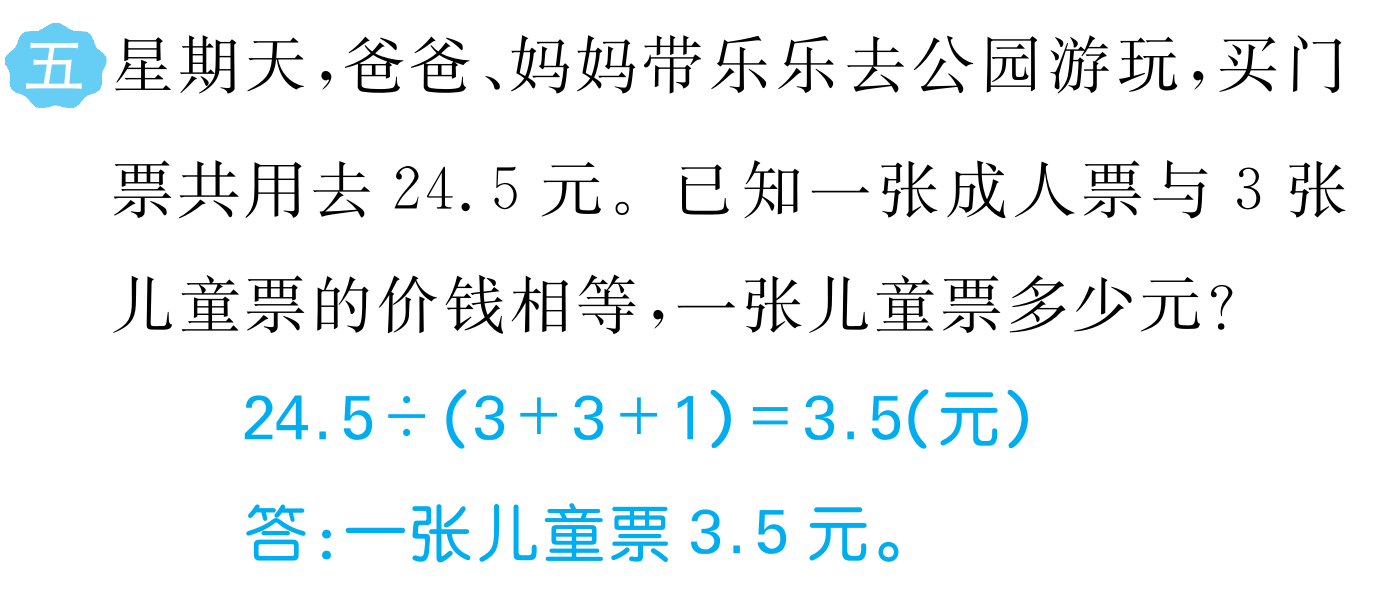 五 星期天,爸爸、妈妈带乐乐去公园游玩,买门
票共用去 24.5 元。已知一张成人票与 3 张
儿童票的价钱相等,一张儿童票多少元?
24.5÷(3+3+1)=3.5(元)
答:一张儿童票 3.5 元。